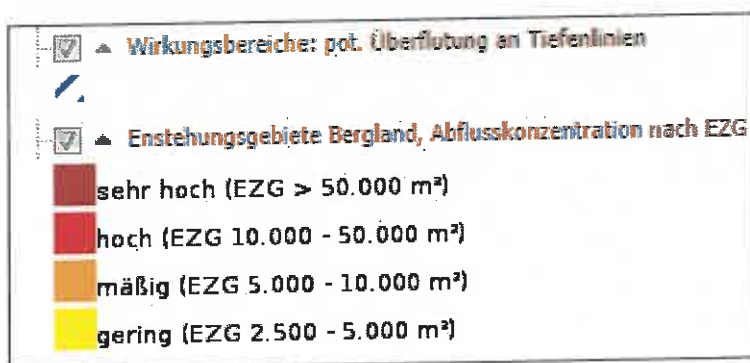 Wirkungsbereiche: pot. Überflutung an Tiefenlinien
Enstehungsgebiete Bergland, Abflusskonzentration nach EZG
sehr hoch (EZG > 50.000 m²)
hoch (EZG 10.000 - 50.000 m²)
mäßig (EZG 5.000 - 10.000 m²)
gering (EZG 2.500 - 5.000 m²)